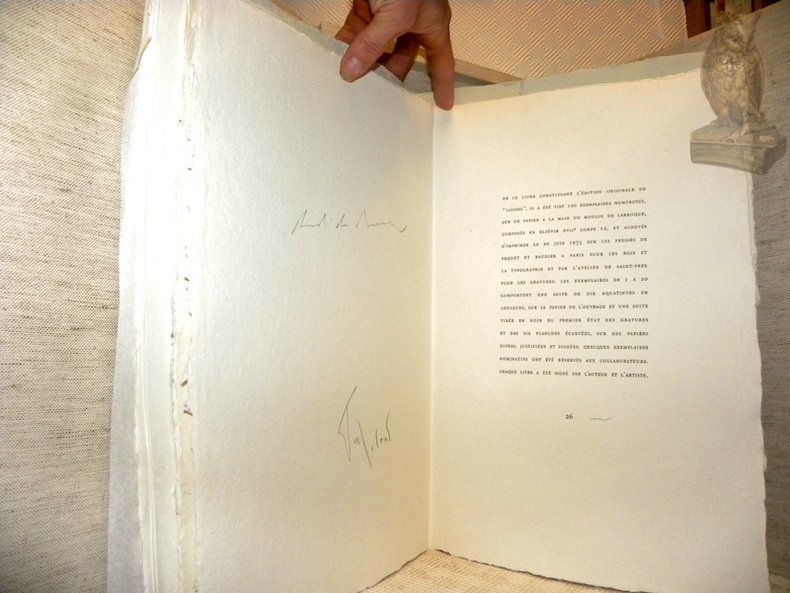 DE CE LIVRE CONSTITUANT L'ÉDITION ORIGINALE DE
"CAISSES", IL A ÉTÉ TIRÉ 120 EXEMPLAIRES NUMÉROTÉS,
SUR UN PAPIER A LA MAIN DU MOULIN DE LARROQUE,
COMPOSÉS EN ELZÉVIR XVIIe CORPS 12, ET ACHEVÉS
D'IMPRIMER LE 20 JUIN 1975 SUR LES PRESSES DE
FEQUET ET BAUDIER A PARIS POUR LES BOIS ET
LA TYPOGRAPHIE ET PAR L'ATELIER DE SAINT-PREX
POUR LES GRAVURES. LES EXEMPLAIRES DE 1 A 20
COMPORTENT UNE SUITE DE DIX AQUATINTES EN
COULEURS, SUR LE PAPIER DE L'OUVRAGE ET UNE SUITE
TIRÉE EN NOIR DU PREMIER ÉTAT DES GRAVURES
ET DES DIX PLANCHES ÉCARTÉES, SUR DES PAPIERS
DIVERS, JUSTIFIÉES ET SIGNÉES. QUELQUES EXEMPLAIRES
NOMINATIFS ONT ÉTÉ RÉSERVÉS AUX COLLABORATEURS.
CHAQUE LIVRE A ÉTÉ SIGNÉ PAR L'AUTEUR ET L'ARTISTE.
26